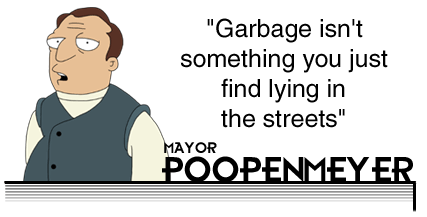 "Garbage isn't
something you just
find lying in
the streets"
MAYOR
POOPENMEYER